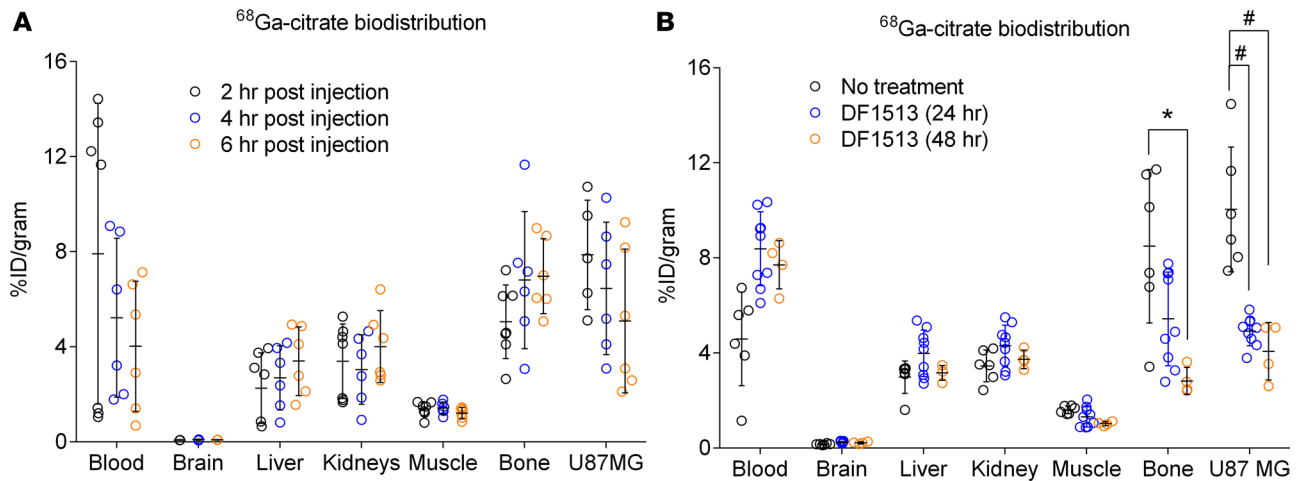 A
⁶⁸Ga-citrate biodistribution
%ID/gram
16
12
8
4
0
2 hr post injection
4 hr post injection
6 hr post injection
Blood Brain Liver Kidneys Muscle Bone U87MG
B
⁶⁸Ga-citrate biodistribution
%ID/gram
16
12
8
4
0
No treatment
DF1513 (24 hr)
DF1513 (48 hr)
*
#
#
Blood Brain Liver Kidney Muscle Bone U87 MG